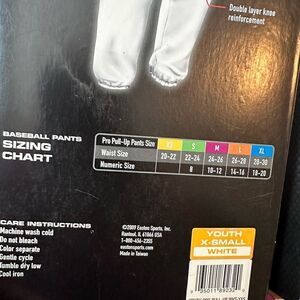 Double layer knee
reinforcement
BASEBALL PANTS
SIZING
CHART
Pro Pull-Up Pants Size XS S M L XL
Waist Size 20-22 22-24 24-26 26-28 28-30
Numeric Size 8 10-12 14-16 18-20
CARE INSTRUCTIONS
Machine wash cold
Do not bleach
Color separate
Gentle cycle
Tumble dry low
Cool iron
©2009 Easton Sports, Inc.
Rantoul, IL 61866 USA
1-800-456-2355
eastonsports.com
Made in Taiwan
YOUTH
X-SMALL
WHITE